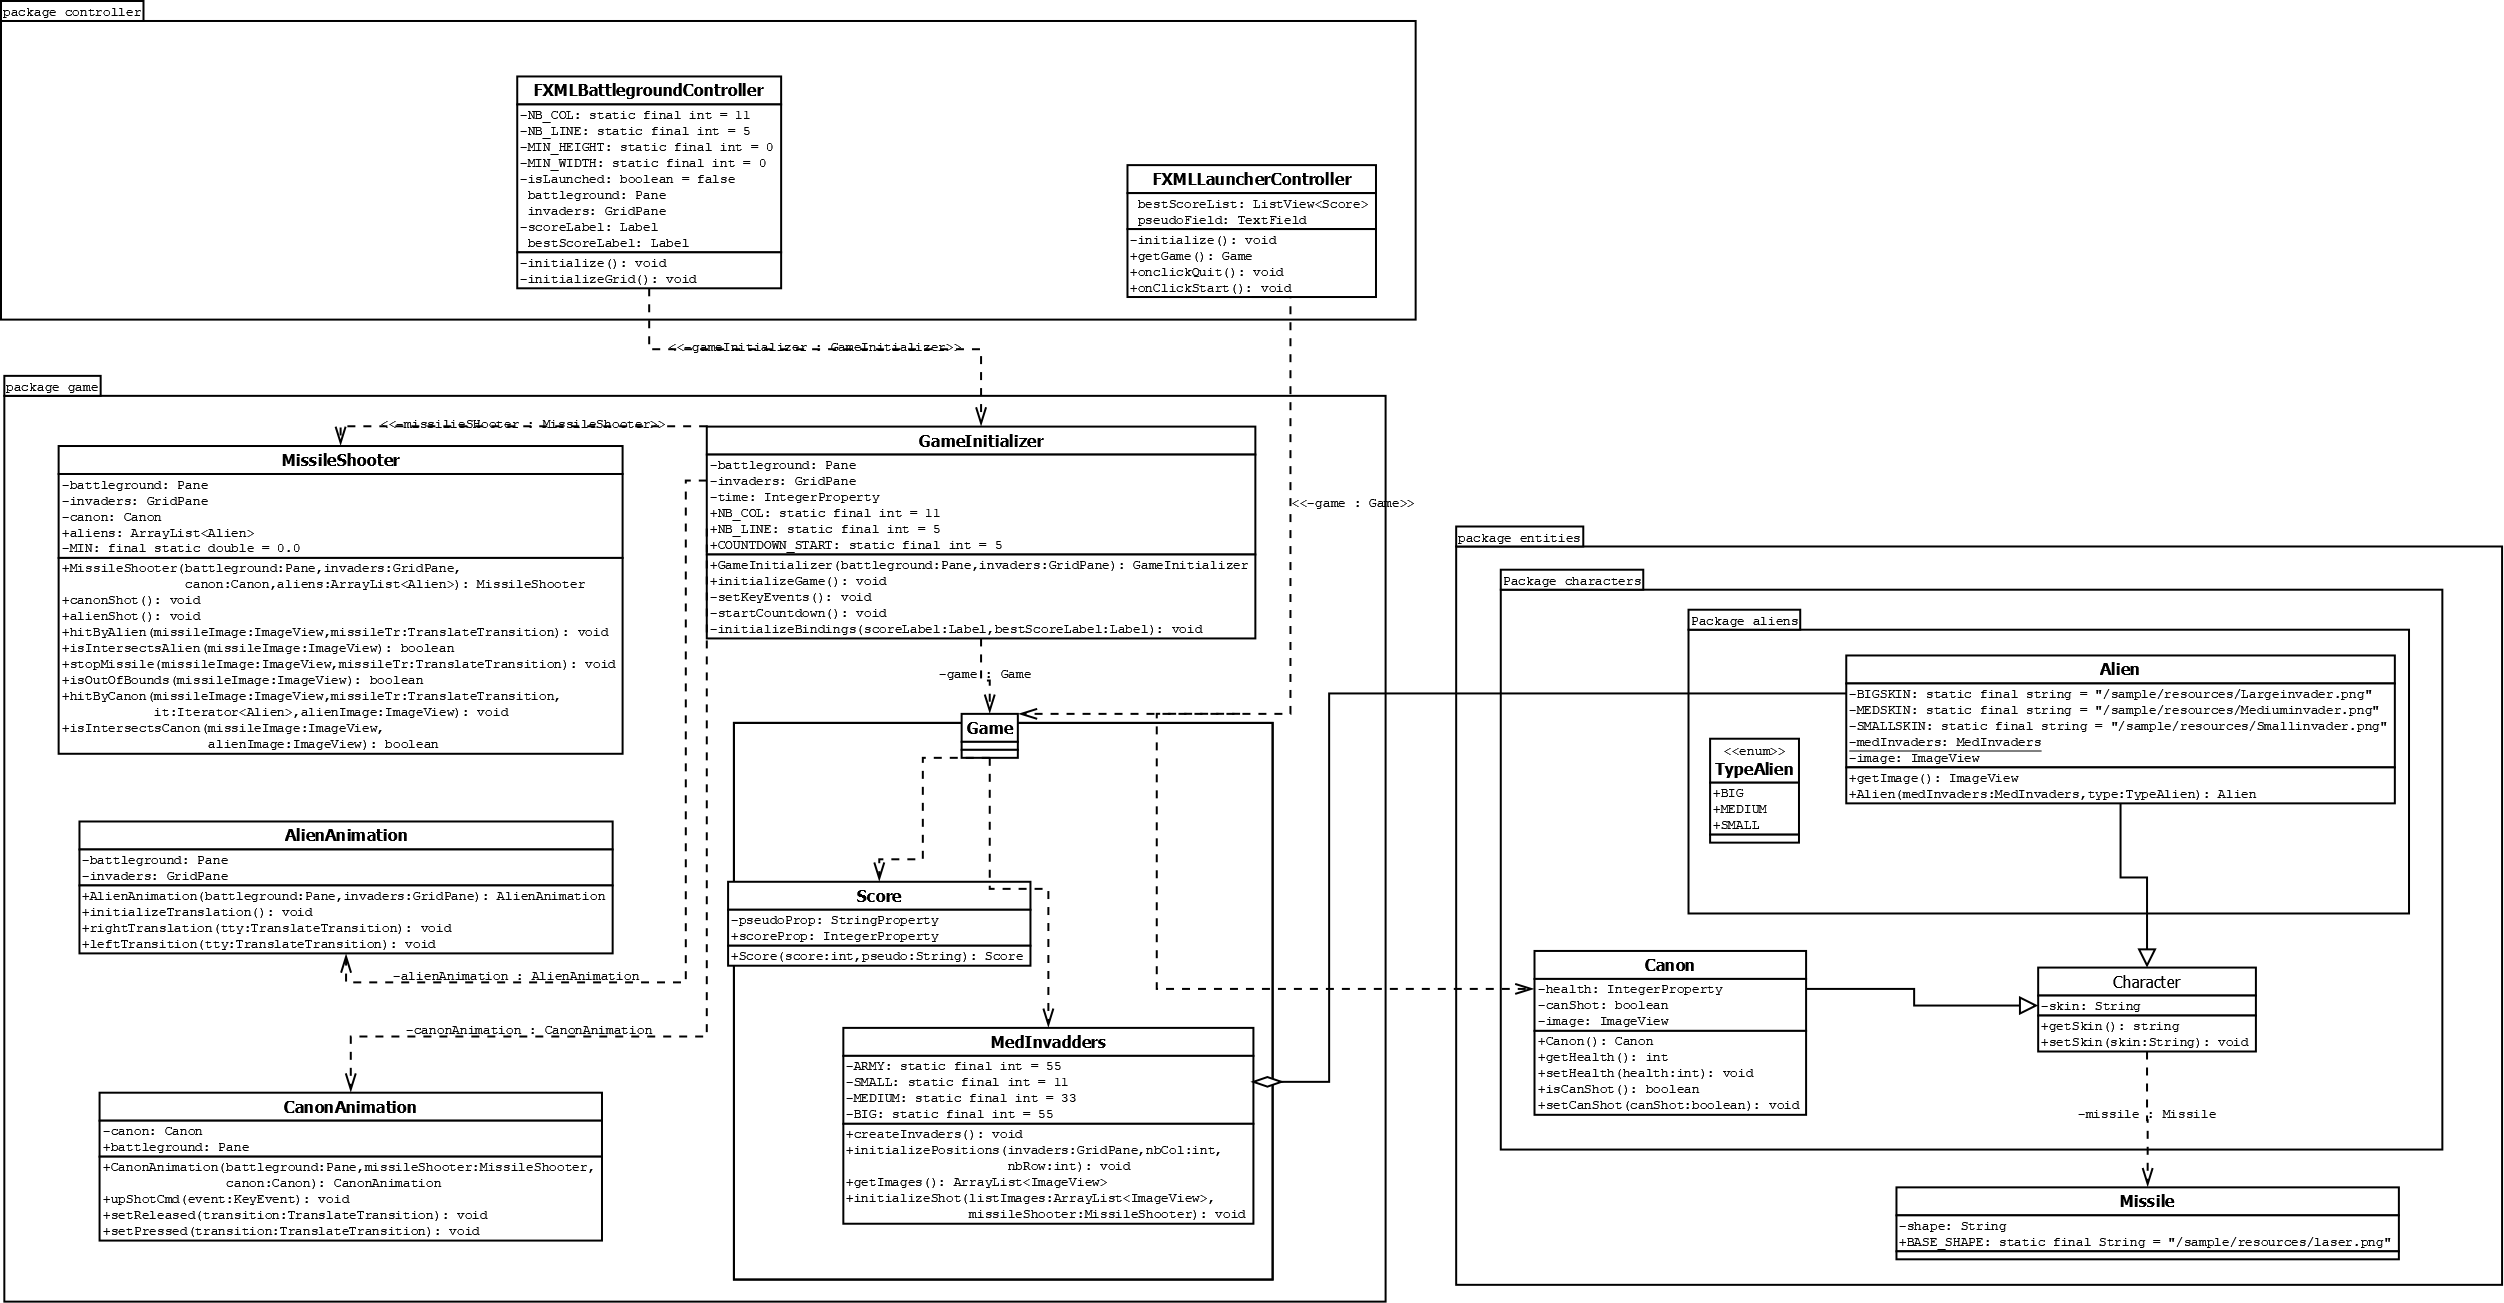 package controller
FXMLBattlegroundController
-NB_COL: static final int = 11
-NB_LINE: static final int = 5
-MIN_HEIGHT: static final int = 0
-MIN_WIDTH: static final int = 0
-isLaunched: boolean = false
battleground: Pane
invaders: GridPane
-scoreLabel: Label
bestScoreLabel: Label
-initialize(): void
-initializeGrid(): void
FXMLLauncherController
bestScoreList: ListView<Score>
pseudoField: TextField
-initialize(): void
+getGame(): Game
+onclickQuit(): void
+onClickStart(): void
<<-gameInitializer : GameInitializer>>
package game
<<-missilieSHooter : MissileShooter>>
MissileShooter
-battleground: Pane
-invaders: GridPane
-canon: Canon
+aliens: ArrayList<Alien>
-MIN: final static double = 0.0
+MissileShooter(battleground:Pane,invaders:GridPane,
canon:Canon,aliens:ArrayList<Alien>): MissileShooter
+canonShot(): void
+alienShot(): void
+hitByAlien(missileImage:ImageView,missileTr:TranslateTransition): void
+isIntersectsAlien(missileImage:ImageView): boolean
+stopMissile(missileImage:ImageView,missileTr:TranslateTransition): void
+isOutOfBounds(missileImage:ImageView): boolean
+hitByCanon(missileImage:ImageView,missileTr:TranslateTransition,
it:Iterator<Alien>,alienImage:ImageView): void
+isIntersectsCanon(missileImage:ImageView,
alienImage:ImageView): boolean
GameInitializer
-battleground: Pane
-invaders: GridPane
-time: IntegerProperty
+NB_COL: static final int = 11
+NB_LINE: static final int = 5
+COUNTDOWN_START: static final int = 5
+GameInitializer(battleground:Pane,invaders:GridPane): GameInitializer
+initializeGame(): void
-setKeyEvents(): void
-startCountdown(): void
-initializeBindings(scoreLabel:Label,bestScoreLabel:Label): void
<<-game : Game>>
-game : Game
Game
AlienAnimation
-battleground: Pane
-invaders: GridPane
+AlienAnimation(battleground:Pane,invaders:GridPane): AlienAnimation
+initializeTranslation(): void
+rightTranslation(tty:TranslateTransition): void
+leftTransition(tty:TranslateTransition): void
-alienAnimation : AlienAnimation
-canonAnimation : CanonAnimation
CanonAnimation
-canon: Canon
+battleground: Pane
+CanonAnimation(battleground:Pane,missileShooter:MissileShooter,
canon:Canon): CanonAnimation
+upShotCmd(event:KeyEvent): void
+setReleased(transition:TranslateTransition): void
+setPressed(transition:TranslateTransition): void
Score
-pseudoProp: StringProperty
+scoreProp: IntegerProperty
+Score(score:int,pseudo:String): Score
MedInvadders
-ARMY: static final int = 55
-SMALL: static final int = 11
-MEDIUM: static final int = 33
-BIG: static final int = 55
+createInvaders(): void
+initializePositions(invaders:GridPane,nbCol:int,
nbRow:int): void
+getImages(): ArrayList<ImageView>
+initializeShot(listImages:ArrayList<ImageView>,
missileShooter:MissileShooter): void
package entities
Package characters
Package aliens
Alien
-BIGSKIN: static final string = "/sample/resources/Largeinvader.png"
-MEDSKIN: static final string = "/sample/resources/Mediuminvader.png"
-SMALLSKIN: static final string = "/sample/resources/Smallinvader.png"
-medInvaders: MedInvaders
-image: ImageView
+getImage(): ImageView
+Alien(medInvaders:MedInvaders,type:TypeAlien): Alien
<<enum>>
TypeAlien
+BIG
+MEDIUM
+SMALL
Canon
-health: IntegerProperty
-canShot: boolean
-image: ImageView
+Canon(): Canon
+getHealth(): int
+setHealth(health:int): void
+isCanShot(): boolean
+setCanShot(canShot:boolean): void
Character
-skin: String
+getSkin(): string
+setSkin(skin:String): void
-missile : Missile
Missile
-shape: String
+BASE_SHAPE: static final String = "/sample/resources/laser.png"